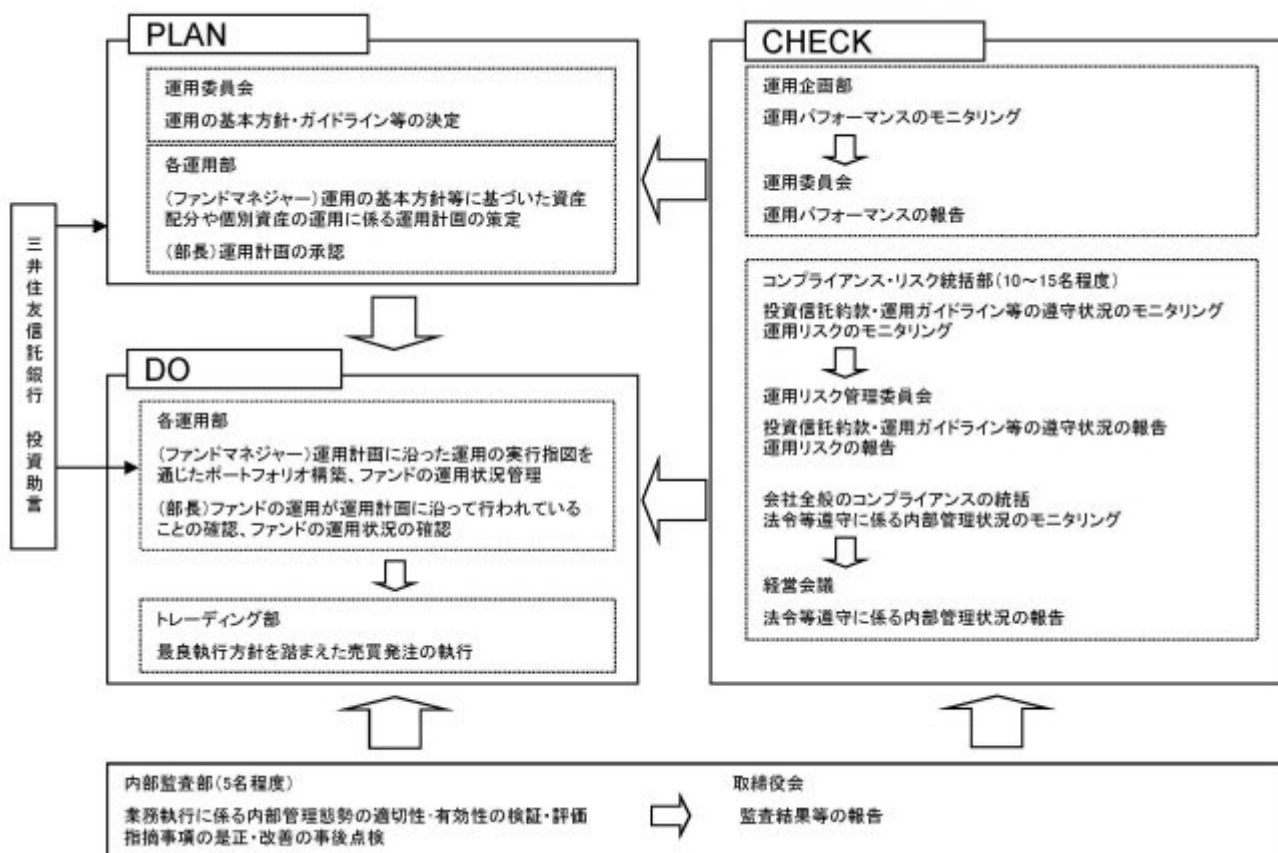 PLAN
運用委員会
運用の基本方針・ガイドライン等の決定
各運用部
(ファンドマネジャー)運用の基本方針等に基づいた資産
配分や個別資産の運用に係る運用計画の策定
(部長)運用計画の承認
三井住友信託銀行 投資助言
DO
各運用部
(ファンドマネジャー)運用計画に沿った運用の実行指図を
通じたポートフォリオ構築、ファンドの運用状況管理
(部長)ファンドの運用が運用計画に沿って行われている
ことの確認、ファンドの運用状況の確認
トレーディング部
最良執行方針を踏まえた売買発注の執行
CHECK
運用企画部
運用パフォーマンスのモニタリング
運用委員会
運用パフォーマンスの報告
コンプライアンス・リスク統括部(10~15名程度)
投資信託約款・運用ガイドライン等の遵守状況のモニタリング
運用リスクのモニタリング
運用リスク管理委員会
投資信託約款・運用ガイドライン等の遵守状況の報告
運用リスクの報告
会社全般のコンプライアンスの統括
法令等遵守に係る内部管理状況のモニタリング
経営会議
法令等遵守に係る内部管理状況の報告
内部監査部(5名程度)
業務執行に係る内部管理態勢の適切性・有効性の検証・評価
指摘事項の是正・改善の事後点検
取締役会
監査結果等の報告